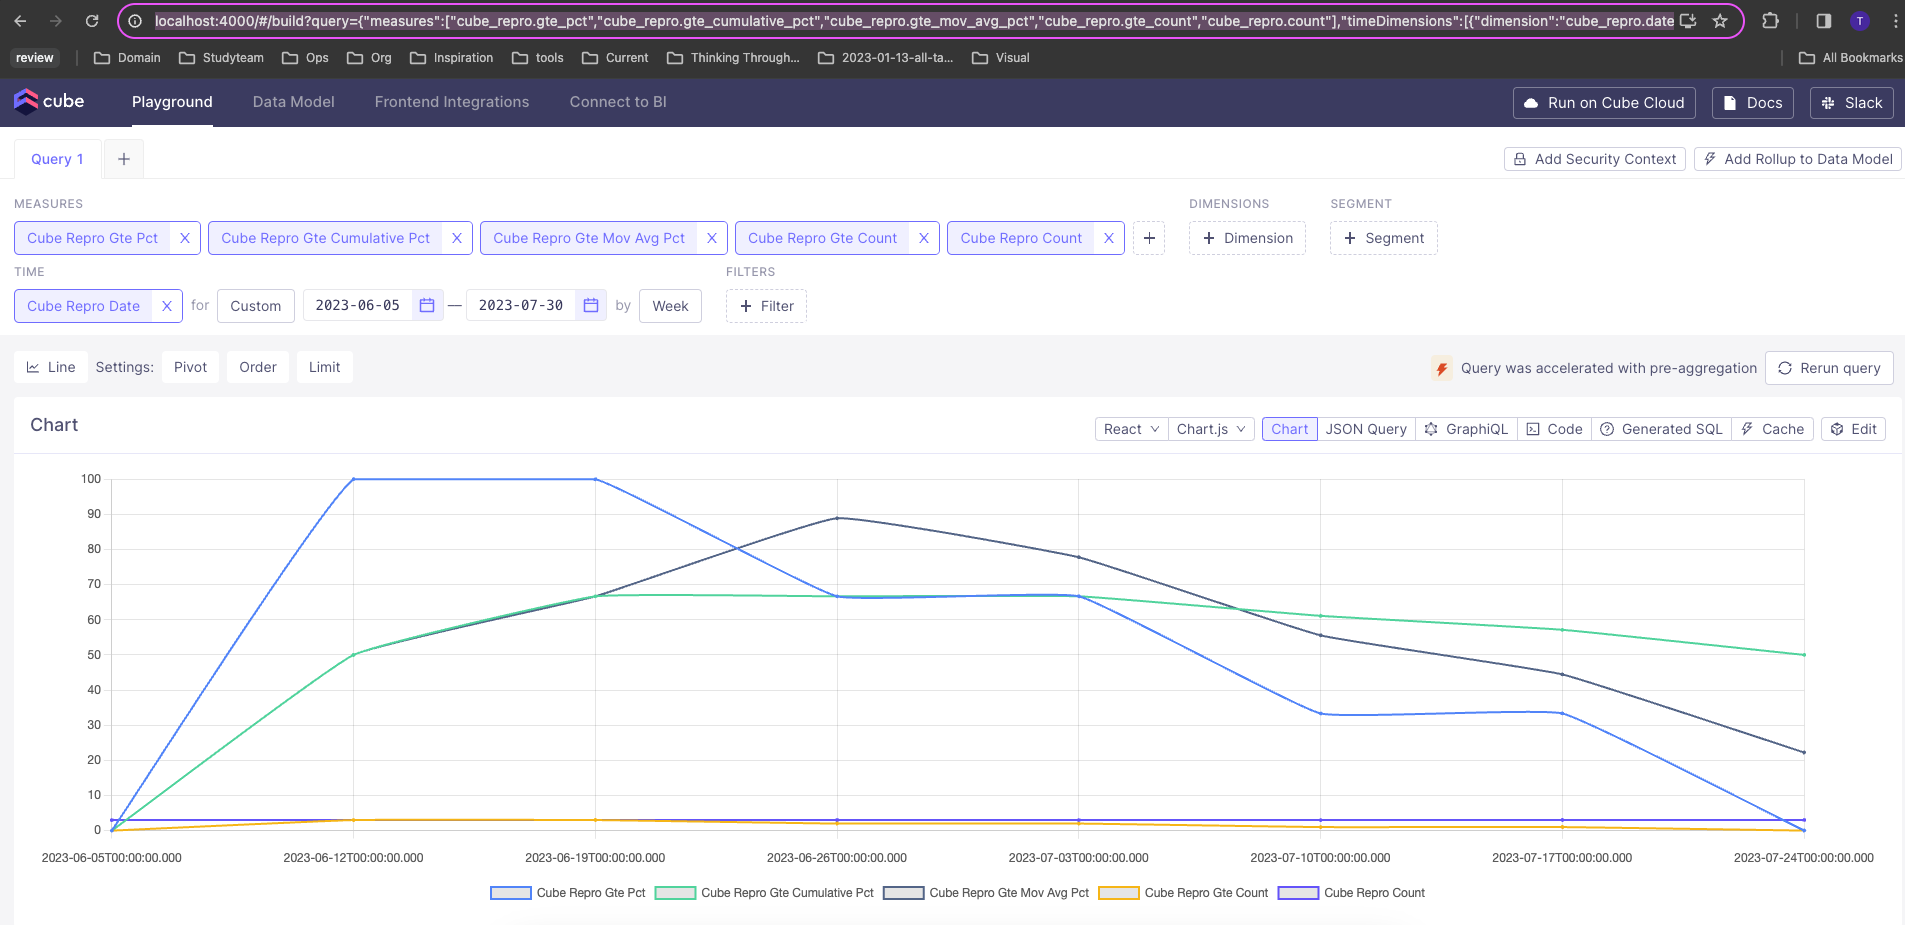 localhost:4000/#/build?query={"measures":["cube_repro.gte_pct","cube_repro.gte_cumulative_pct","cube_repro.gte_mov_avg_pct","cube_repro.gte_count","cube_repro.count"],"timeDimensions":[{"dimension":"cube_repro.date
T
review Domain Studyteam Ops Org Inspiration tools Current Thinking Through... 2023-01-13-all-ta... Visual All Bookmarks
cube Playground Data Model Frontend Integrations Connect to BI Run on Cube Cloud Docs Slack
Query 1 + Add Security Context Add Rollup to Data Model
MEASURES DIMENSIONS SEGMENT
Cube Repro Gte Pct X Cube Repro Gte Cumulative Pct X Cube Repro Gte Mov Avg Pct X Cube Repro Gte Count X Cube Repro Count X + + Dimension + Segment
TIME FILTERS
Cube Repro Date X for Custom 2023-06-05 — 2023-07-30 by Week + Filter
Line Settings: Pivot Order Limit Query was accelerated with pre-aggregation Rerun query
Chart React Chart.js Chart JSON Query GraphiQL Code Generated SQL Cache Edit
100
90
80
70
60
50
40
30
20
10
0
2023-06-05T00:00:00.000 2023-06-12T00:00:00.000 2023-06-19T00:00:00.000 2023-06-26T00:00:00.000 2023-07-03T00:00:00.000 2023-07-10T00:00:00.000 2023-07-17T00:00:00.000 2023-07-24T00:00:00.000
Cube Repro Gte Pct Cube Repro Gte Cumulative Pct Cube Repro Gte Mov Avg Pct Cube Repro Gte Count Cube Repro Count